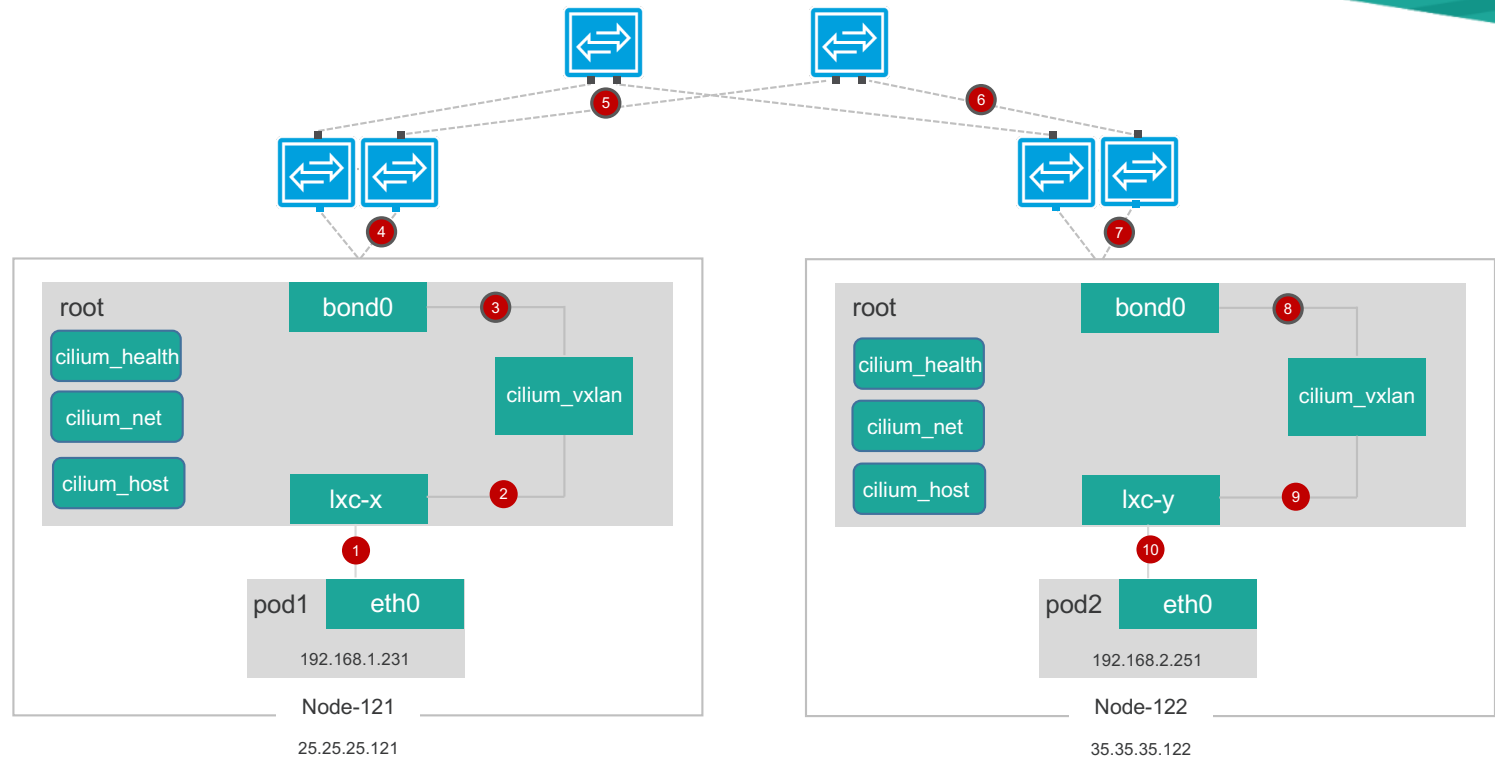 5
6
4
7
root
bond0
3
cilium_health
cilium_net
cilium_vxlan
cilium_host
lxc-x
2
1
pod1
eth0
192.168.1.231
Node-121
25.25.25.121
root
bond0
8
cilium_health
cilium_net
cilium_vxlan
cilium_host
lxc-y
9
10
pod2
eth0
192.168.2.251
Node-122
35.35.35.122